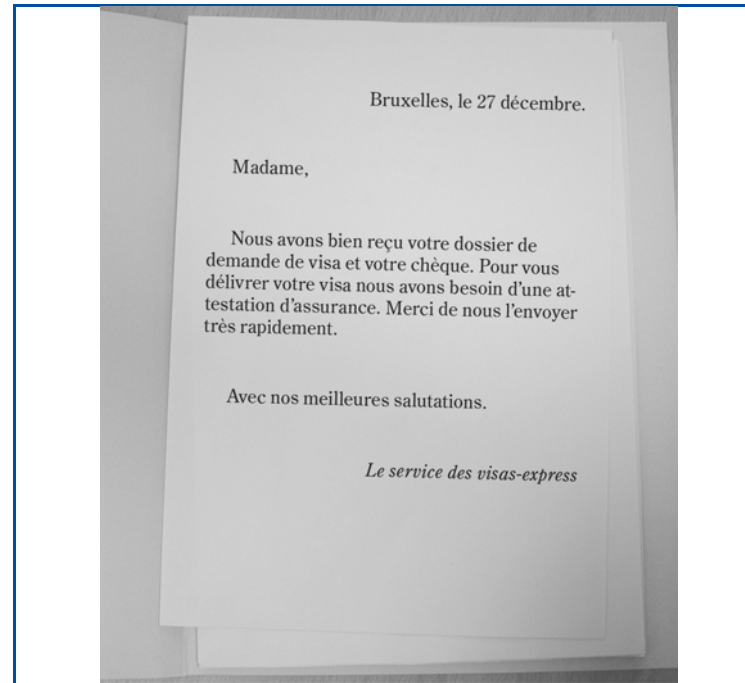 Bruxelles, le 27 décembre.
Madame,
Nous avons bien reçu votre dossier de
demande de visa et votre chèque. Pour vous
délivrer votre visa nous avons besoin d'une at-
testation d'assurance. Merci de nous l'envoyer
très rapidement.
Avec nos meilleures salutations.
Le service des visas-express